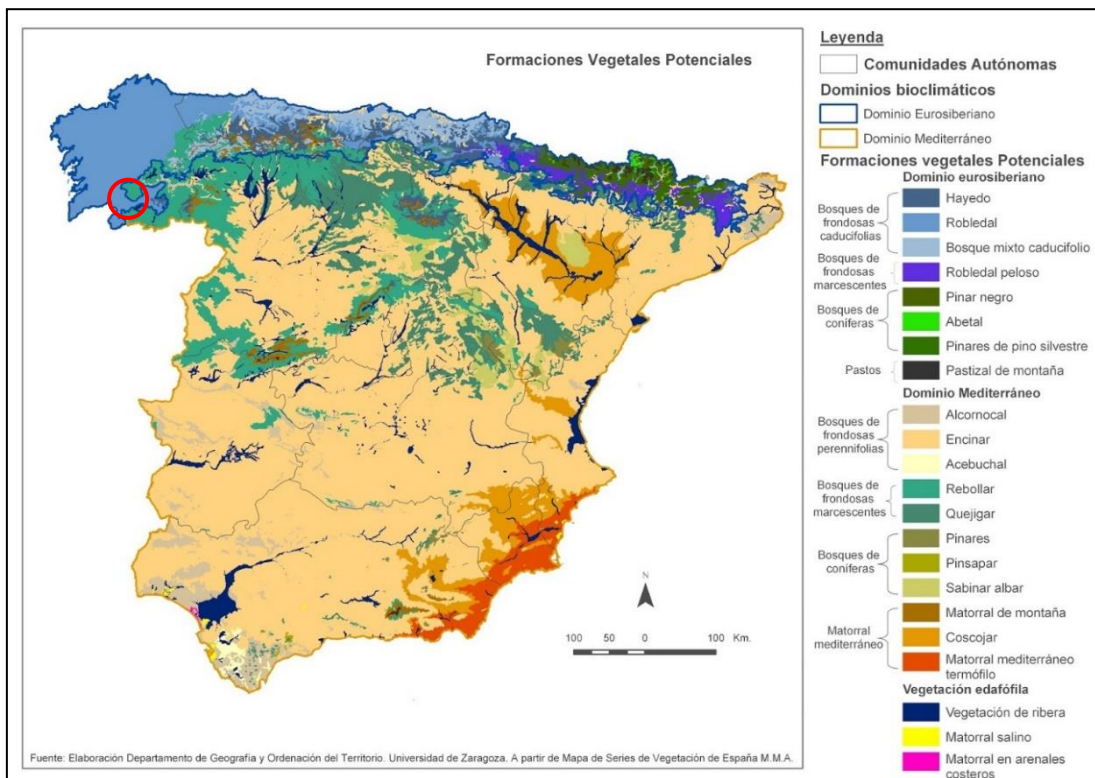 Formaciones Vegetales Potenciales
N
100 50 0 100 Km.
Fuente: Elaboración Departamento de Geografía y Ordenación del Territorio. Universidad de Zaragoza. A partir de Mapa de Series de Vegetación de España M.M.A.
Leyenda
Comunidades Autónomas
Dominios bioclimáticos
Dominio Eurosiberiano
Dominio Mediterráneo
Formaciones vegetales Potenciales
Dominio eurosiberiano
Bosques de
frondosas
caducifolias
Hayedo
Robledal
Bosque mixto caducifolio
Bosques de
frondosas
marcescentes
Robledal peloso
Bosques de
coníferas
Pinar negro
Abetal
Pinares de pino silvestre
Pastos
Pastizal de montaña
Dominio Mediterráneo
Bosques de
frondosas
perennifolias
Alcornocal
Encinar
Acebuchal
Bosques de
frondosas
marcescentes
Rebollar
Quejigar
Bosques de
coníferas
Pinares
Pinsapar
Sabinar albar
Matorral
mediterráneo
Matorral de montaña
Coscojar
Matorral mediterráneo
termófilo
Vegetación edafófila
Vegetación de ribera
Matorral salino
Matorral en arenales
costeros